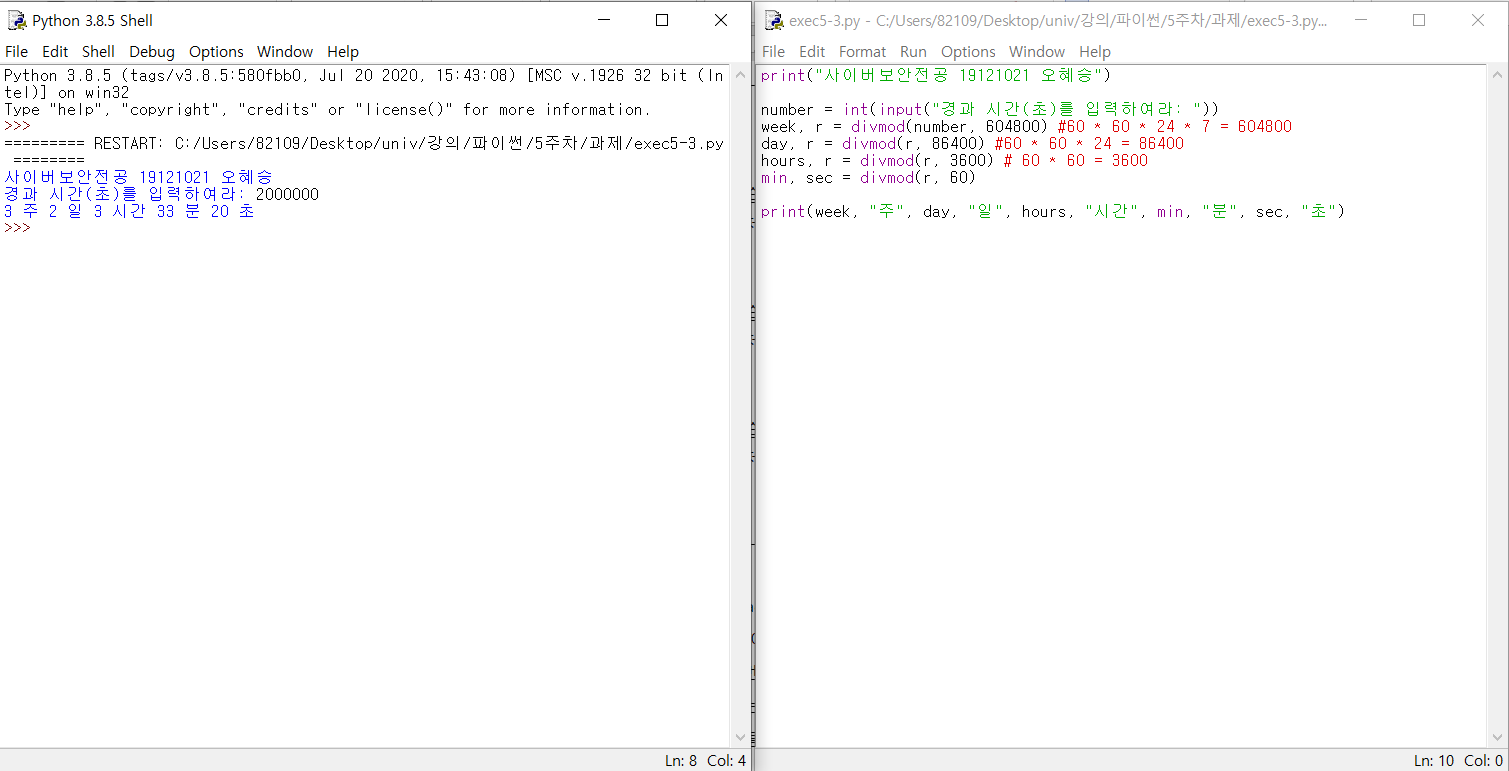 Python 3.8.5 Shell
File Edit Shell Debug Options Window Help
Python 3.8.5 (tags/v3.8.5:580fbb0, Jul 20 2020, 15:43:08) [MSC v.1926 32 bit (In
tel)] on win32
Type "help", "copyright", "credits" or "license()" for more information.
>>>
========= RESTART: C:/Users/82109/Desktop/univ/강의/파이썬/5주차/과제/exec5-3.py
========
사이버보안전공 19121021 오혜승
경과 시간(초)를 입력하여라: 2000000
3 주 2 일 3 시간 33 분 20 초
>>>
Ln: 8 Col: 4
exec5-3.py - C:/Users/82109/Desktop/univ/강의/파이썬/5주차/과제/exec5-3.py...
File Edit Format Run Options Window Help
print("사이버보안전공 19121021 오혜승")
number = int(input("경과 시간(초)를 입력하여라: "))
week, r = divmod(number, 604800) #60 * 60 * 24 * 7 = 604800
day, r = divmod(r, 86400) #60 * 60 * 24 = 86400
hours, r = divmod(r, 3600) # 60 * 60 = 3600
min, sec = divmod(r, 60)
print(week, "주", day, "일", hours, "시간", min, "분", sec, "초")
Ln: 10 Col: 0